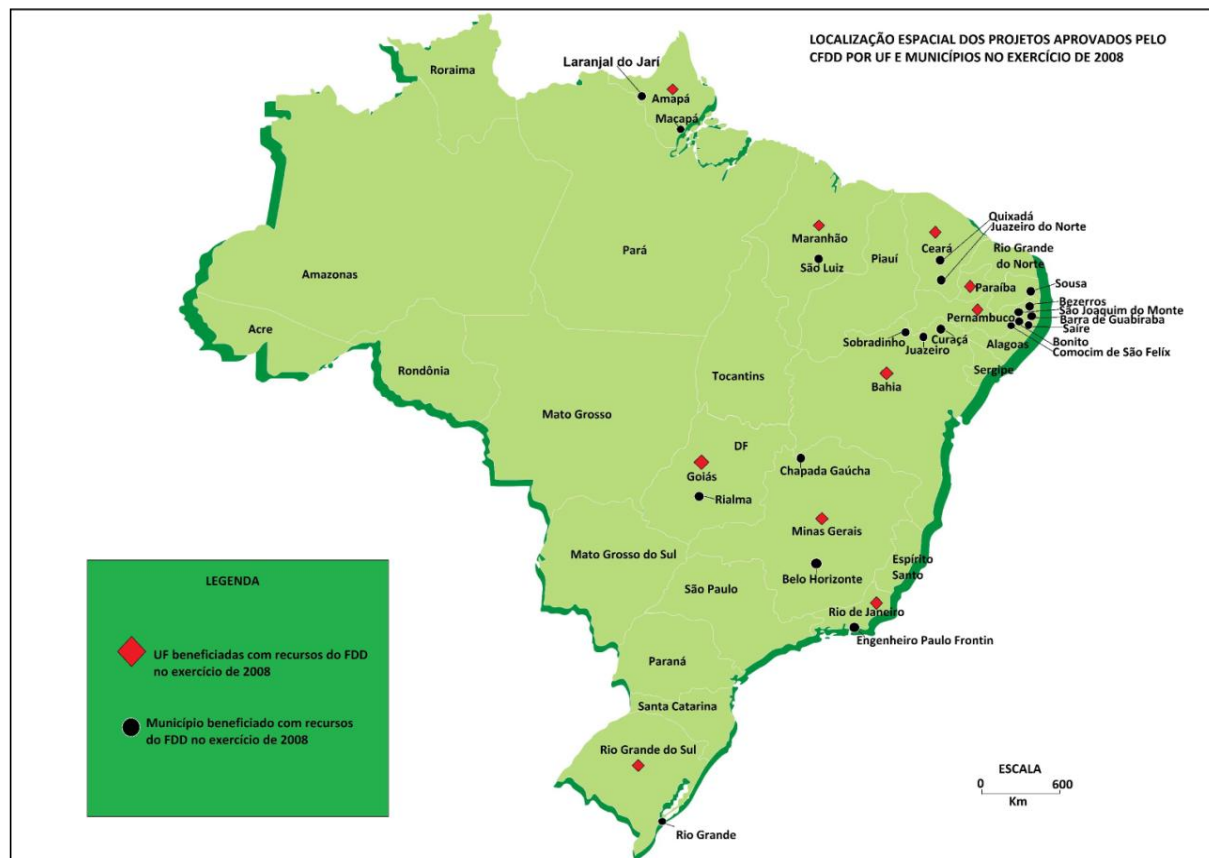 LOCALIZAÇÃO ESPACIAL DOS PROJETOS APROVADOS PELO
CFDD POR UF E MUNICÍPIOS NO EXERCÍCIO DE 2008
Laranjal do Jarí
Roraima
Amapá
Maçapá
Quixadá
Juazeiro do Norte
Maranhão
Ceará
Rio Grande
do Norte
Pará
Piauí
São Luiz
Amazonas
Paraíba
Sousa
Bezerros
São Joaquim do Monte
Pernambuco
Barra de Guabiraba
Saíre
Acre
Sobradinho
Curaçá
Juazeiro
Alagoas
Bonito
Comocim de São Felíx
Rondônia
Tocantins
Sergipe
Bahia
Mato Grosso
DF
Goiás
Chapada Gaúcha
Rialma
Minas Gerais
Mato Grosso do Sul
Espírito
Santo
Belo Horizonte
São Paulo
Rio de Janeiro
Engenheiro Paulo Frontin
Paraná
Santa Catarina
Rio Grande do Sul
Rio Grande
LEGENDA
UF beneficiadas com recursos do FDD
no exercício de 2008
Município beneficiado com recursos
do FDD no exercício de 2008
ESCALA
0 600
Km